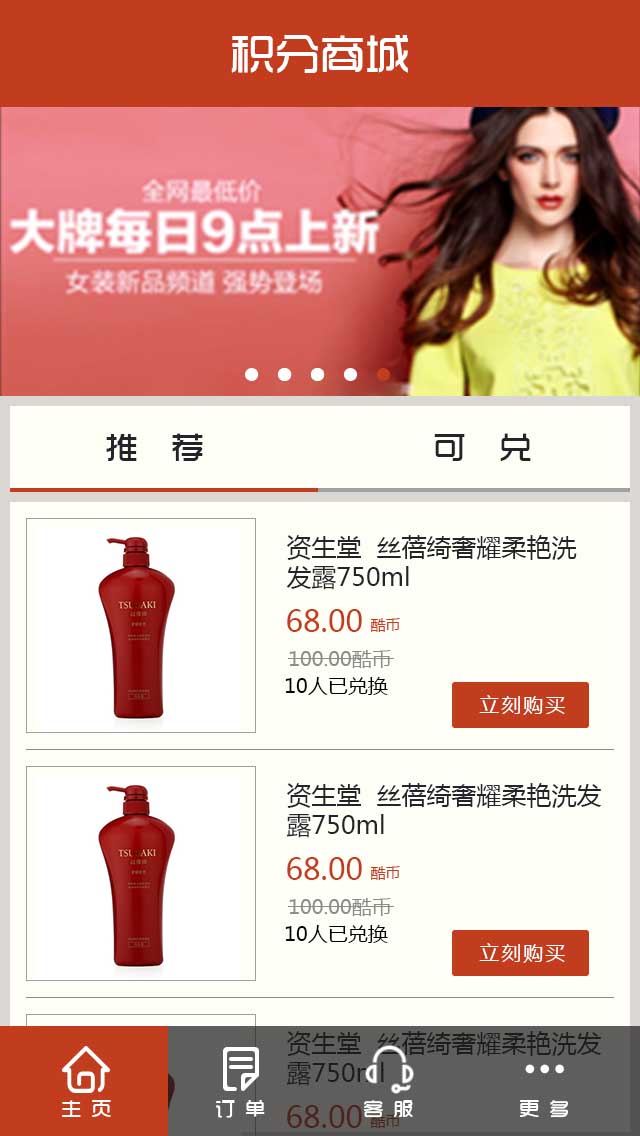 积分商城
全网最低价
大牌每日9点上新
女装新品频道 强势登场
推 荐
可 兑
TSUBAKI
资生堂 丝蓓绮奢耀柔艳洗
发露750ml
68.00 酷币
100.00酷币
10人已兑换
立刻购买
TSUBAKI
资生堂 丝蓓绮奢耀柔艳洗发
露750ml
68.00 酷币
100.00酷币
10人已兑换
立刻购买
资生堂 丝蓓绮奢耀柔艳洗发
露750ml
68.00 酷币
主 页
订 单
客 服
更 多